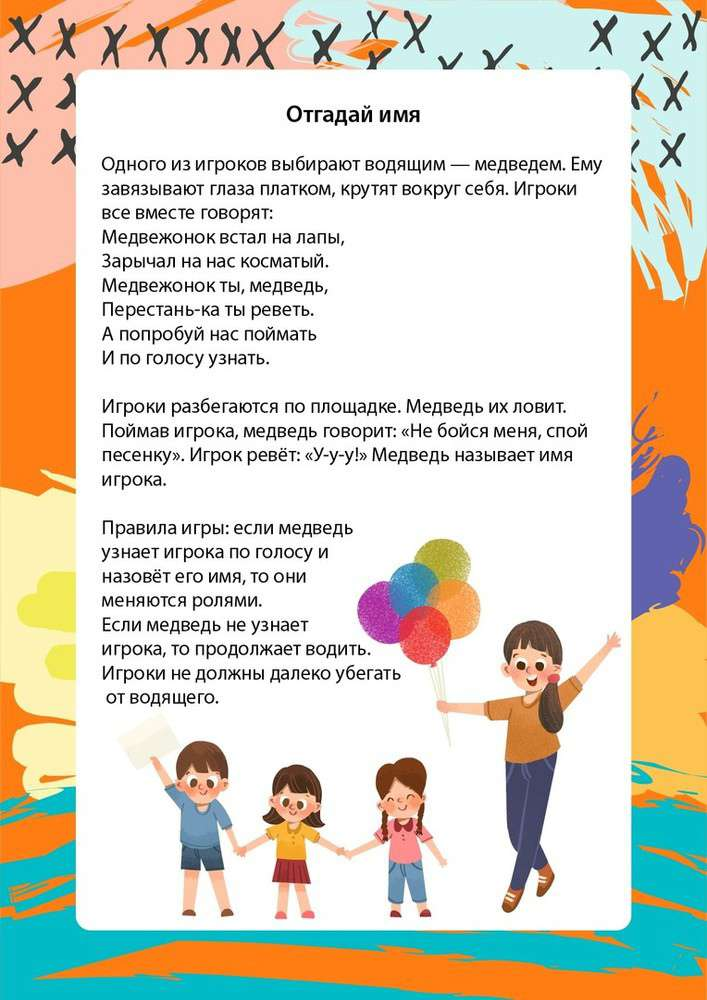 Отгадай имя
Одного из игроков выбирают водящим — медведем. Ему
завязывают глаза платком, крутят вокруг себя. Игроки
все вместе говорят:
Медвежонок встал на лапы,
Зарычал на нас косматый.
Медвежонок ты, медведь,
Перестань-ка ты реветь.
А попробуй нас поймать
И по голосу узнать.
Игроки разбегаются по площадке. Медведь их ловит.
Поймав игрока, медведь говорит: «Не бойся меня, спой
песенку». Игрок ревёт: «У-у-у!» Медведь называет имя
игрока.
Правила игры: если медведь
узнает игрока по голосу и
назовёт его имя, то они
меняются ролями.
Если медведь не узнает
игрока, то продолжает водить.
Игроки не должны далеко убегать
от водящего.